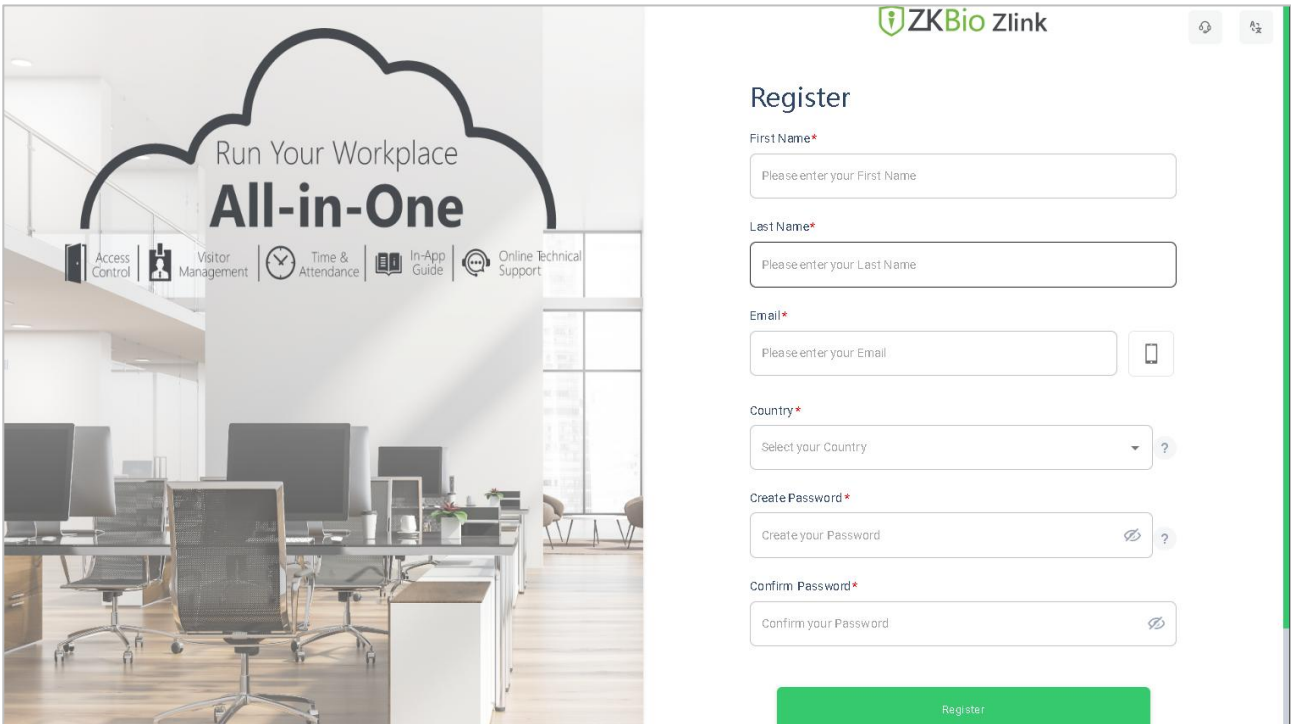 Run Your Workplace
All-in-One
Access
Control
Visitor
Management
Time &
Attendance
In-App
Guide
Online Technical
Support
ZKBio Zlink
Register
First Name*
Please enter your First Name
Last Name*
Please enter your Last Name
Email*
Please enter your Email
Country*
Select your Country
?
Create Password*
Create your Password
?
Confirm Password*
Confirm your Password
Register